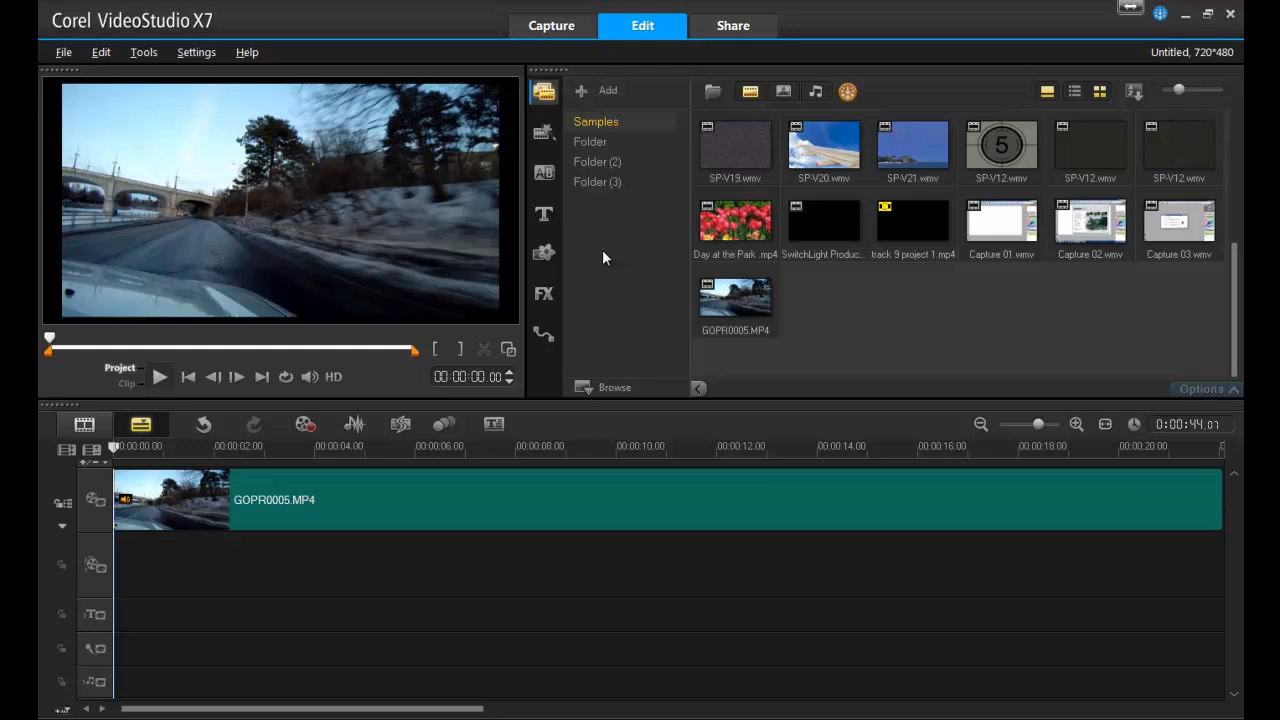 Corel VideoStudio X7
Capture
Edit
Share
File
Edit
Tools
Settings
Help
Untitled, 720*480
Add
Samples
Folder
Folder (2)
Folder (3)
AB
T
FX
Browse
5
SP-V19.wmv
SP-V20.wmv
SP-V21.wmv
SP-V12.wmv
SP-V12.wmv
SP-V12.wmv
Day at the Park .mp4
SwitchLight Produc...
track 9 project 1.mp4
Capture 01.wmv
Capture 02.wmv
Capture 03.wmv
GOPR0005.MP4
Options
Project
Clip
HD
00:00:00.00
0:00:44.07
00:00:00.00
00:00:02.00
00:00:04.00
00:00:06.00
00:00:08.00
00:00:10.00
00:00:12.00
00:00:14.00
00:00:16.00
00:00:18.00
00:00:20.00
GOPR0005.MP4